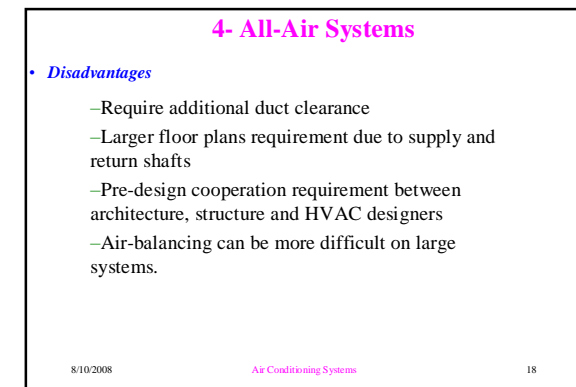 4- All-Air Systems
• Disadvantages
–Require additional duct clearance
–Larger floor plans requirement due to supply and
return shafts
–Pre-design cooperation requirement between
architecture, structure and HVAC designers
–Air-balancing can be more difficult on large
systems.
8/10/2008 Air Conditioning Systems 18